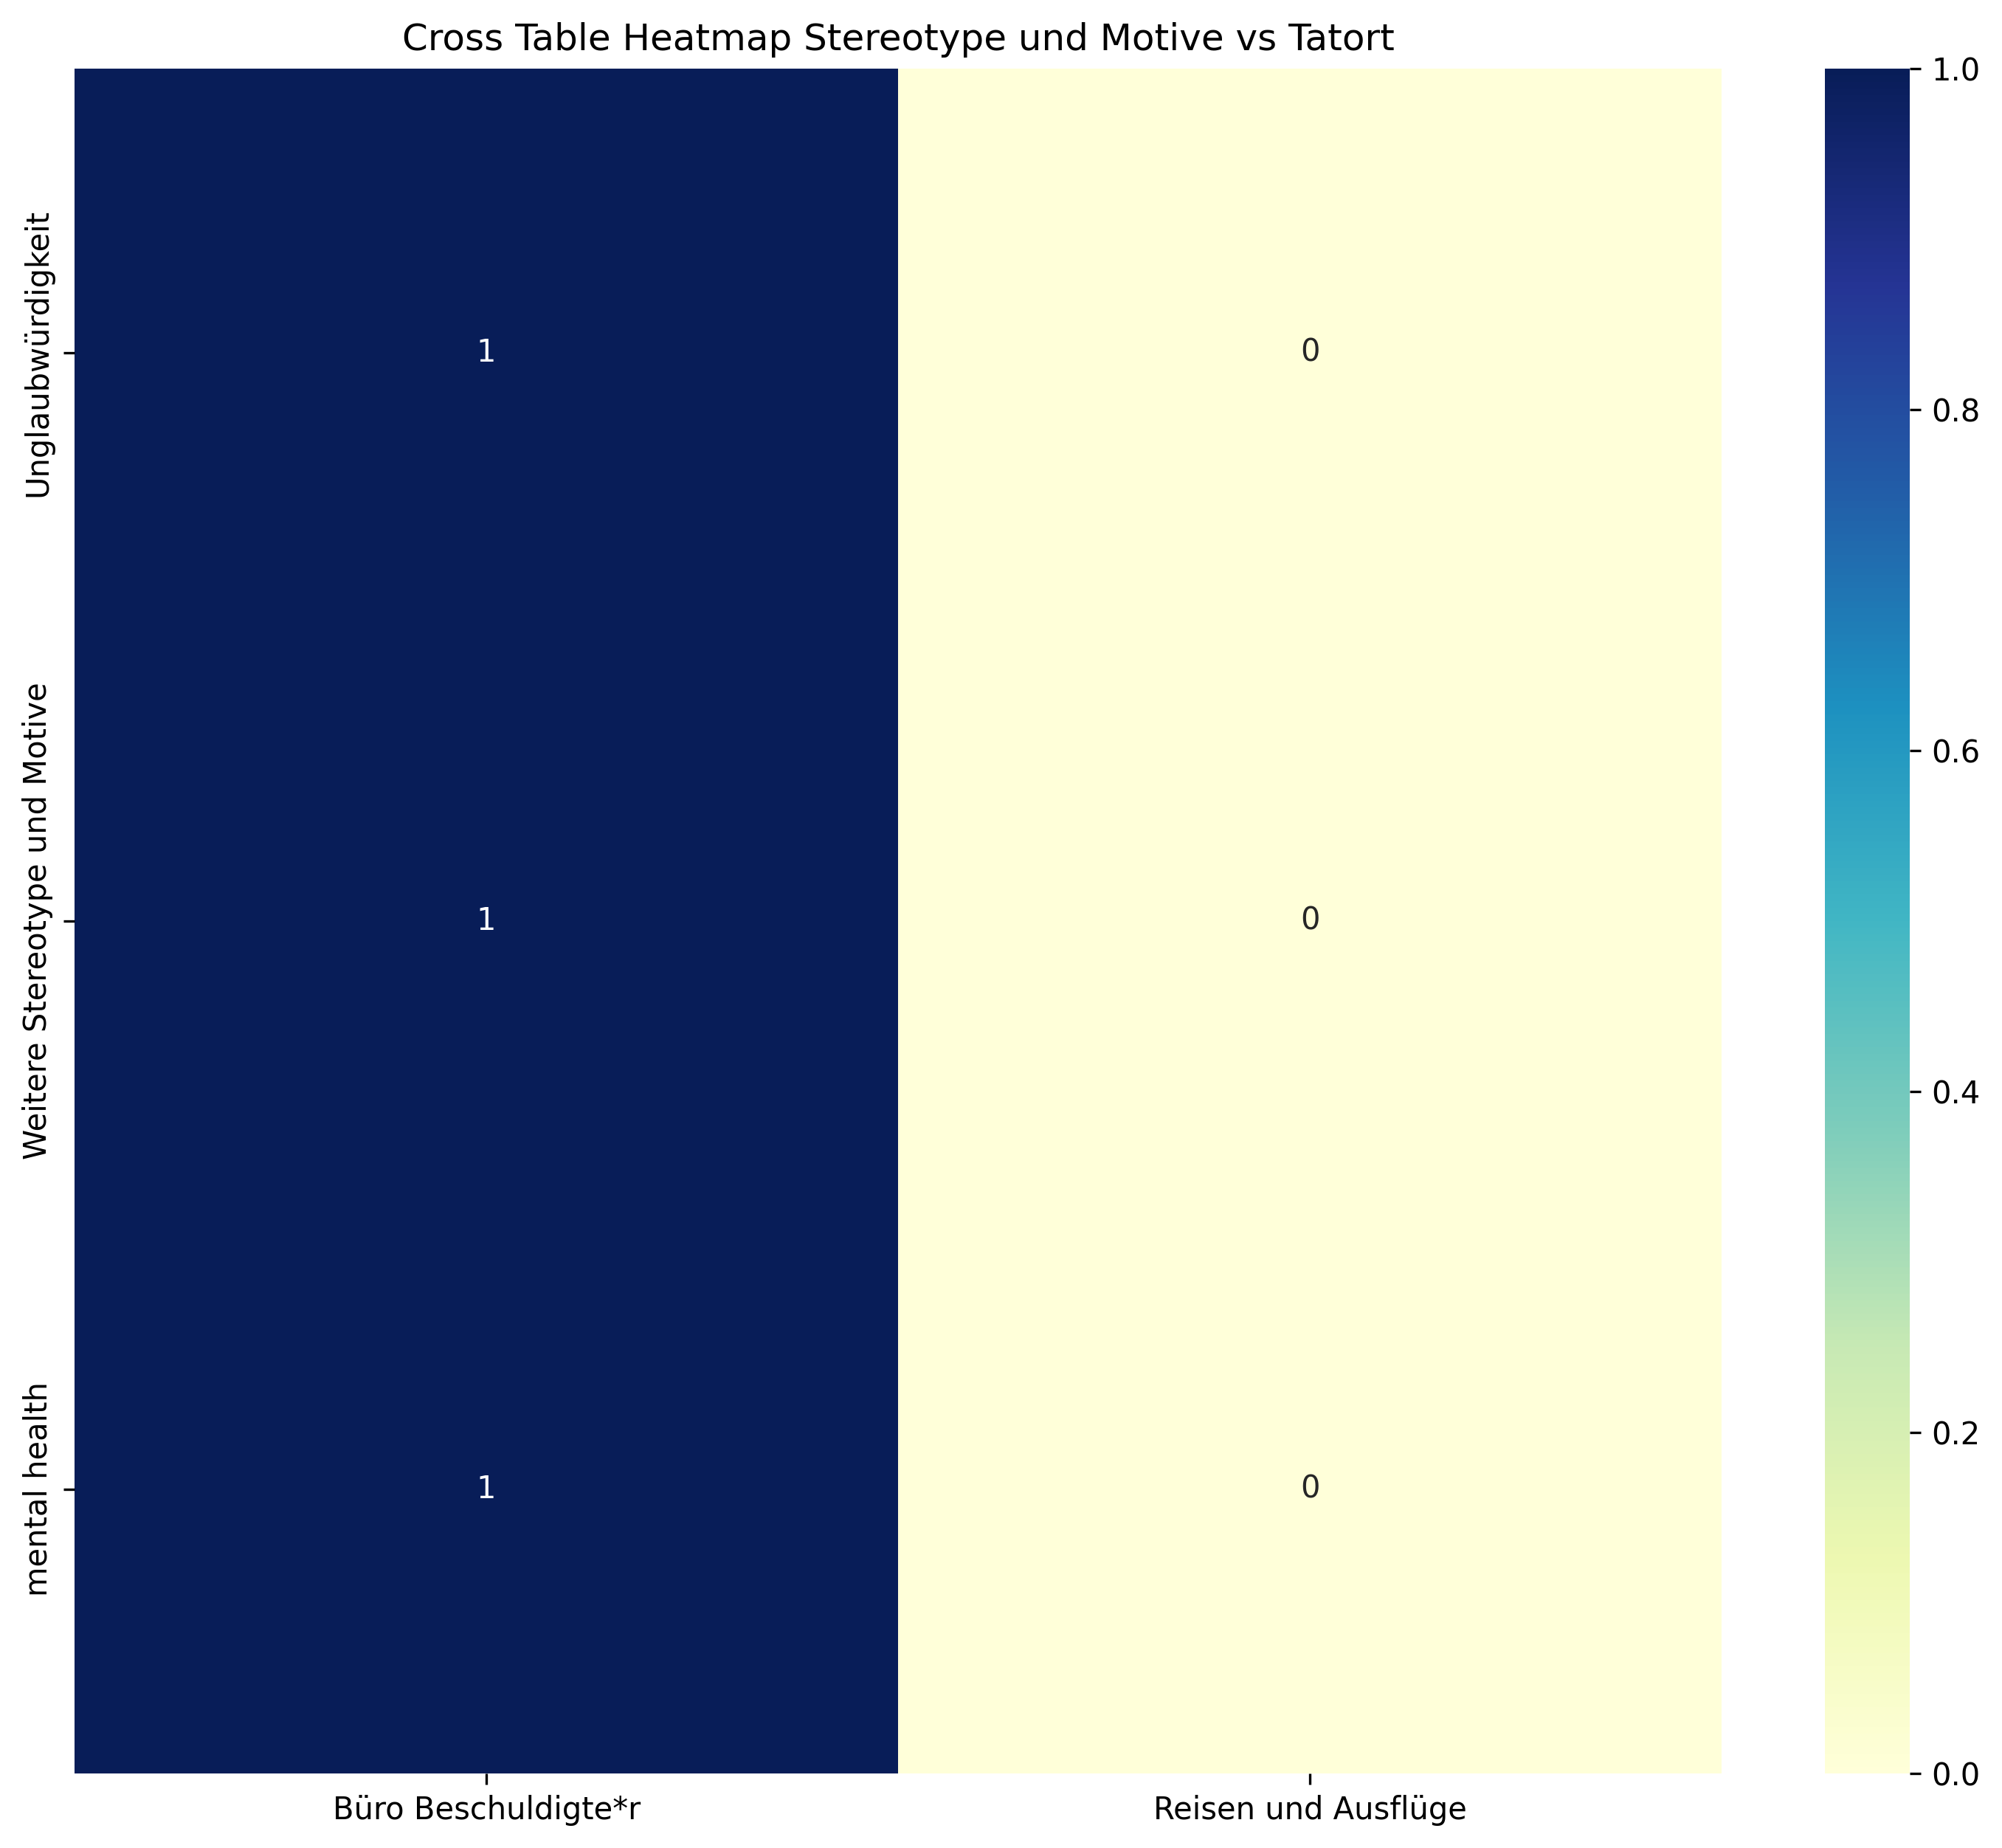 Cross Table Heatmap Stereotype und Motive vs Tatort
Unglaubwürdigkeit
1
0
Weitere Stereotype und Motive
1
0
mental health
1
0
Büro Beschuldigte*r
Reisen und Ausflüge
1.0
0.8
0.6
0.4
0.2
0.0